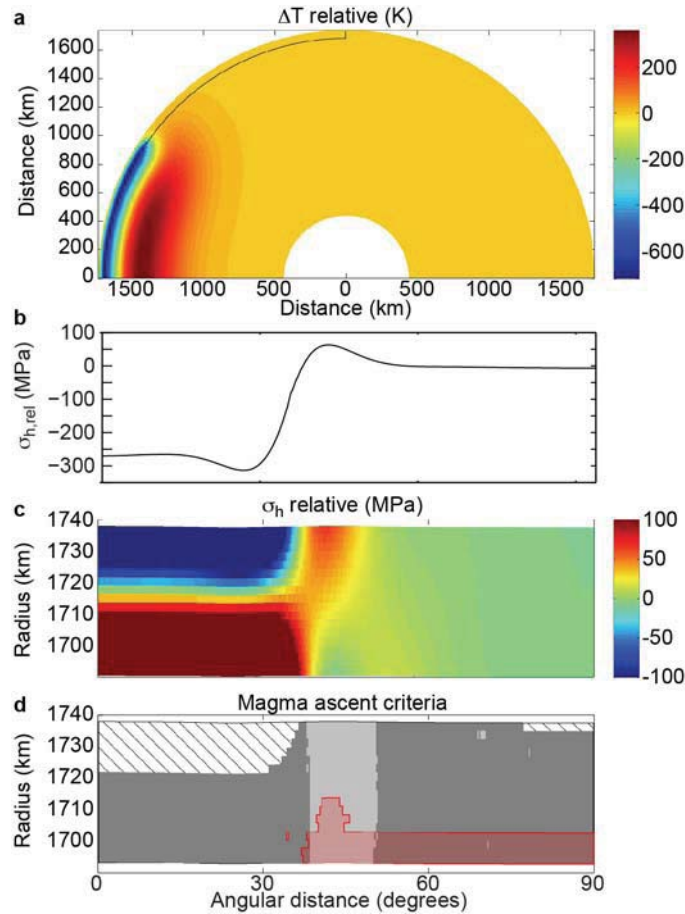 a
ΔT relative (K)
1600
1400
1200
1000
800
600
400
200
0
Distance (km)
1500 1000 500 0 500 1000 1500
Distance (km)
200
0
-200
-400
-600
b
100
0
−100
−200
−300
σh,rel (MPa)
c
σh relative (MPa)
1740
1730
1720
1710
1700
Radius (km)
100
50
0
-50
-100
d
Magma ascent criteria
1740
1730
1720
1710
1700
Radius (km)
0 30 60 90
Angular distance (degrees)